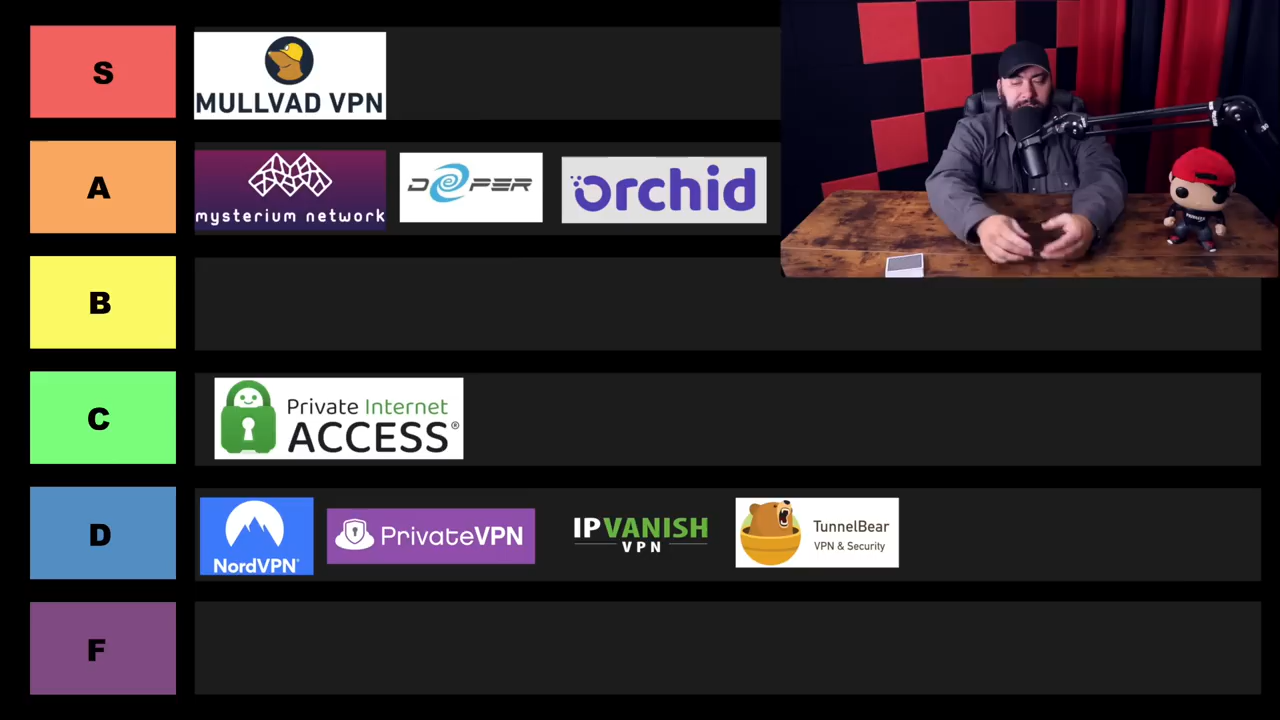 S
MULLVAD VPN
A
mysterium network
DEEPER
orchid
B
C
Private Internet
ACCESS®
D
NordVPN®
PrivateVPN
IPVANISH
VPN
TunnelBear
VPN & Security
F